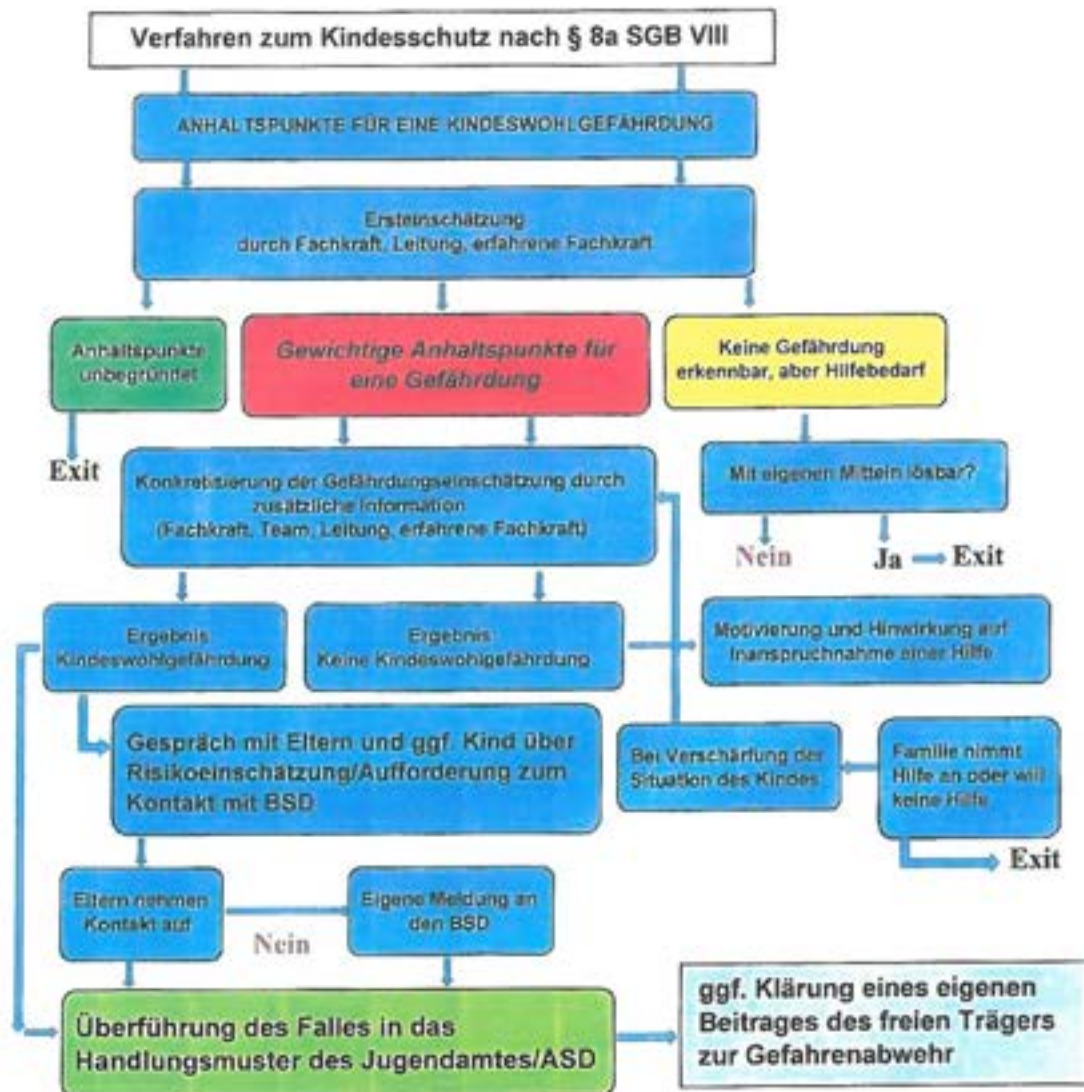 Verfahren zum Kindesschutz nach § 8a SGB VIII
ANHALTSPUNKTE FÜR EINE KINDESWOHLGEFÄHRDUNG
Ersteinschätzung
durch Fachkraft, Leitung, erfahrene Fachkraft
Anhaltspunkte
unbegründet
Gewichtige Anhaltspunkte für
eine Gefährdung
Keine Gefährdung
erkennbar, aber Hilfebedarf
Exit
Konkretisierung der Gefährdungseinschätzung durch
zusätzliche Information
(Fachkraft, Team, Leitung, erfahrene Fachkraft)
Mit eigenen Mitteln lösbar?
Nein
Ja
Exit
Ergebnis:
Kindeswohlgefährdung
Ergebnis:
Keine Kindeswohlgefährdung
Motivierung und Hinwirkung auf
Inanspruchnahme einer Hilfe
Gespräch mit Eltern und ggf. Kind über
Risikoeinschätzung/Aufforderung zum
Kontakt mit BSD
Bei Verschärfung der
Situation des Kindes
Familie nimmt
Hilfe an oder will
keine Hilfe
Exit
Eltern nehmen
Kontakt auf
Nein
Eigene Meldung an
den BSD
Überführung des Falles in das
Handlungsmuster des Jugendamtes/ASD
ggf. Klärung eines eigenen
Beitrages des freien Trägers
zur Gefahrenabwehr